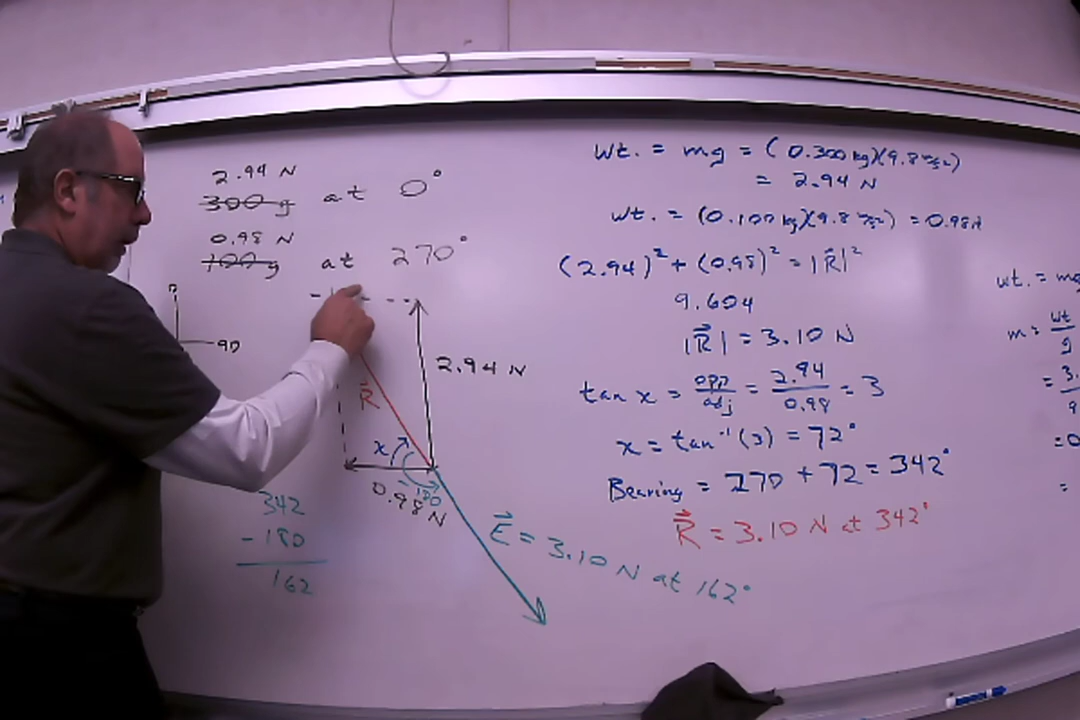 2.94 N
300 g at 0°
0.98 N
100 g at 270°
90
2.94 N
R
x
180
0.98 N
342
- 180
162
E = 3.10 N at 162°
wt. = mg = (0.300 kg)(9.8 m/s²)
= 2.94 N
wt. = (0.100 kg)(9.8 m/s²) = 0.98N
(2.94)² + (0.98)² = |R|²
9.604
|R| = 3.10 N
tan x = opp/adj = 2.94/0.98 = 3
x = tan⁻¹(3) = 72°
Bearing = 270 + 72 = 342°
R = 3.10 N at 342°
wt = mg
m = wt/g
= 3.
= 0
=